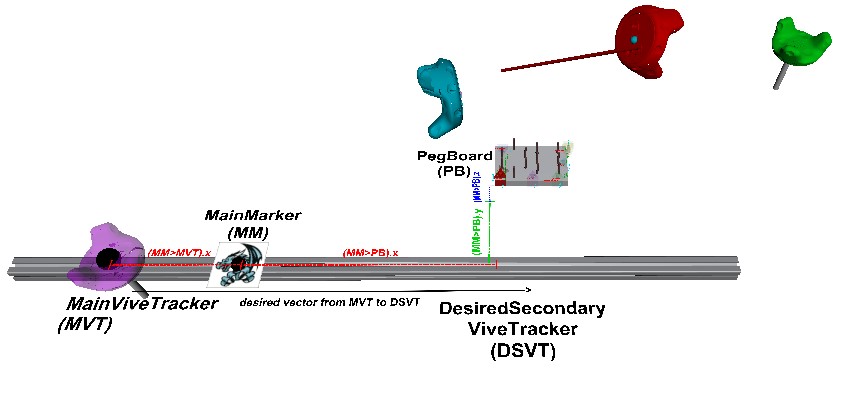 PegBoard
(PB)
(MM>PB).z
MainMarker
(MM)
(MM>MVT).x
(MM>PB).x
(MM>PB).y
MainViveTracker
(MVT)
desired vector from MVT to DSVT
DesiredSecondary
ViveTracker
(DSVT)